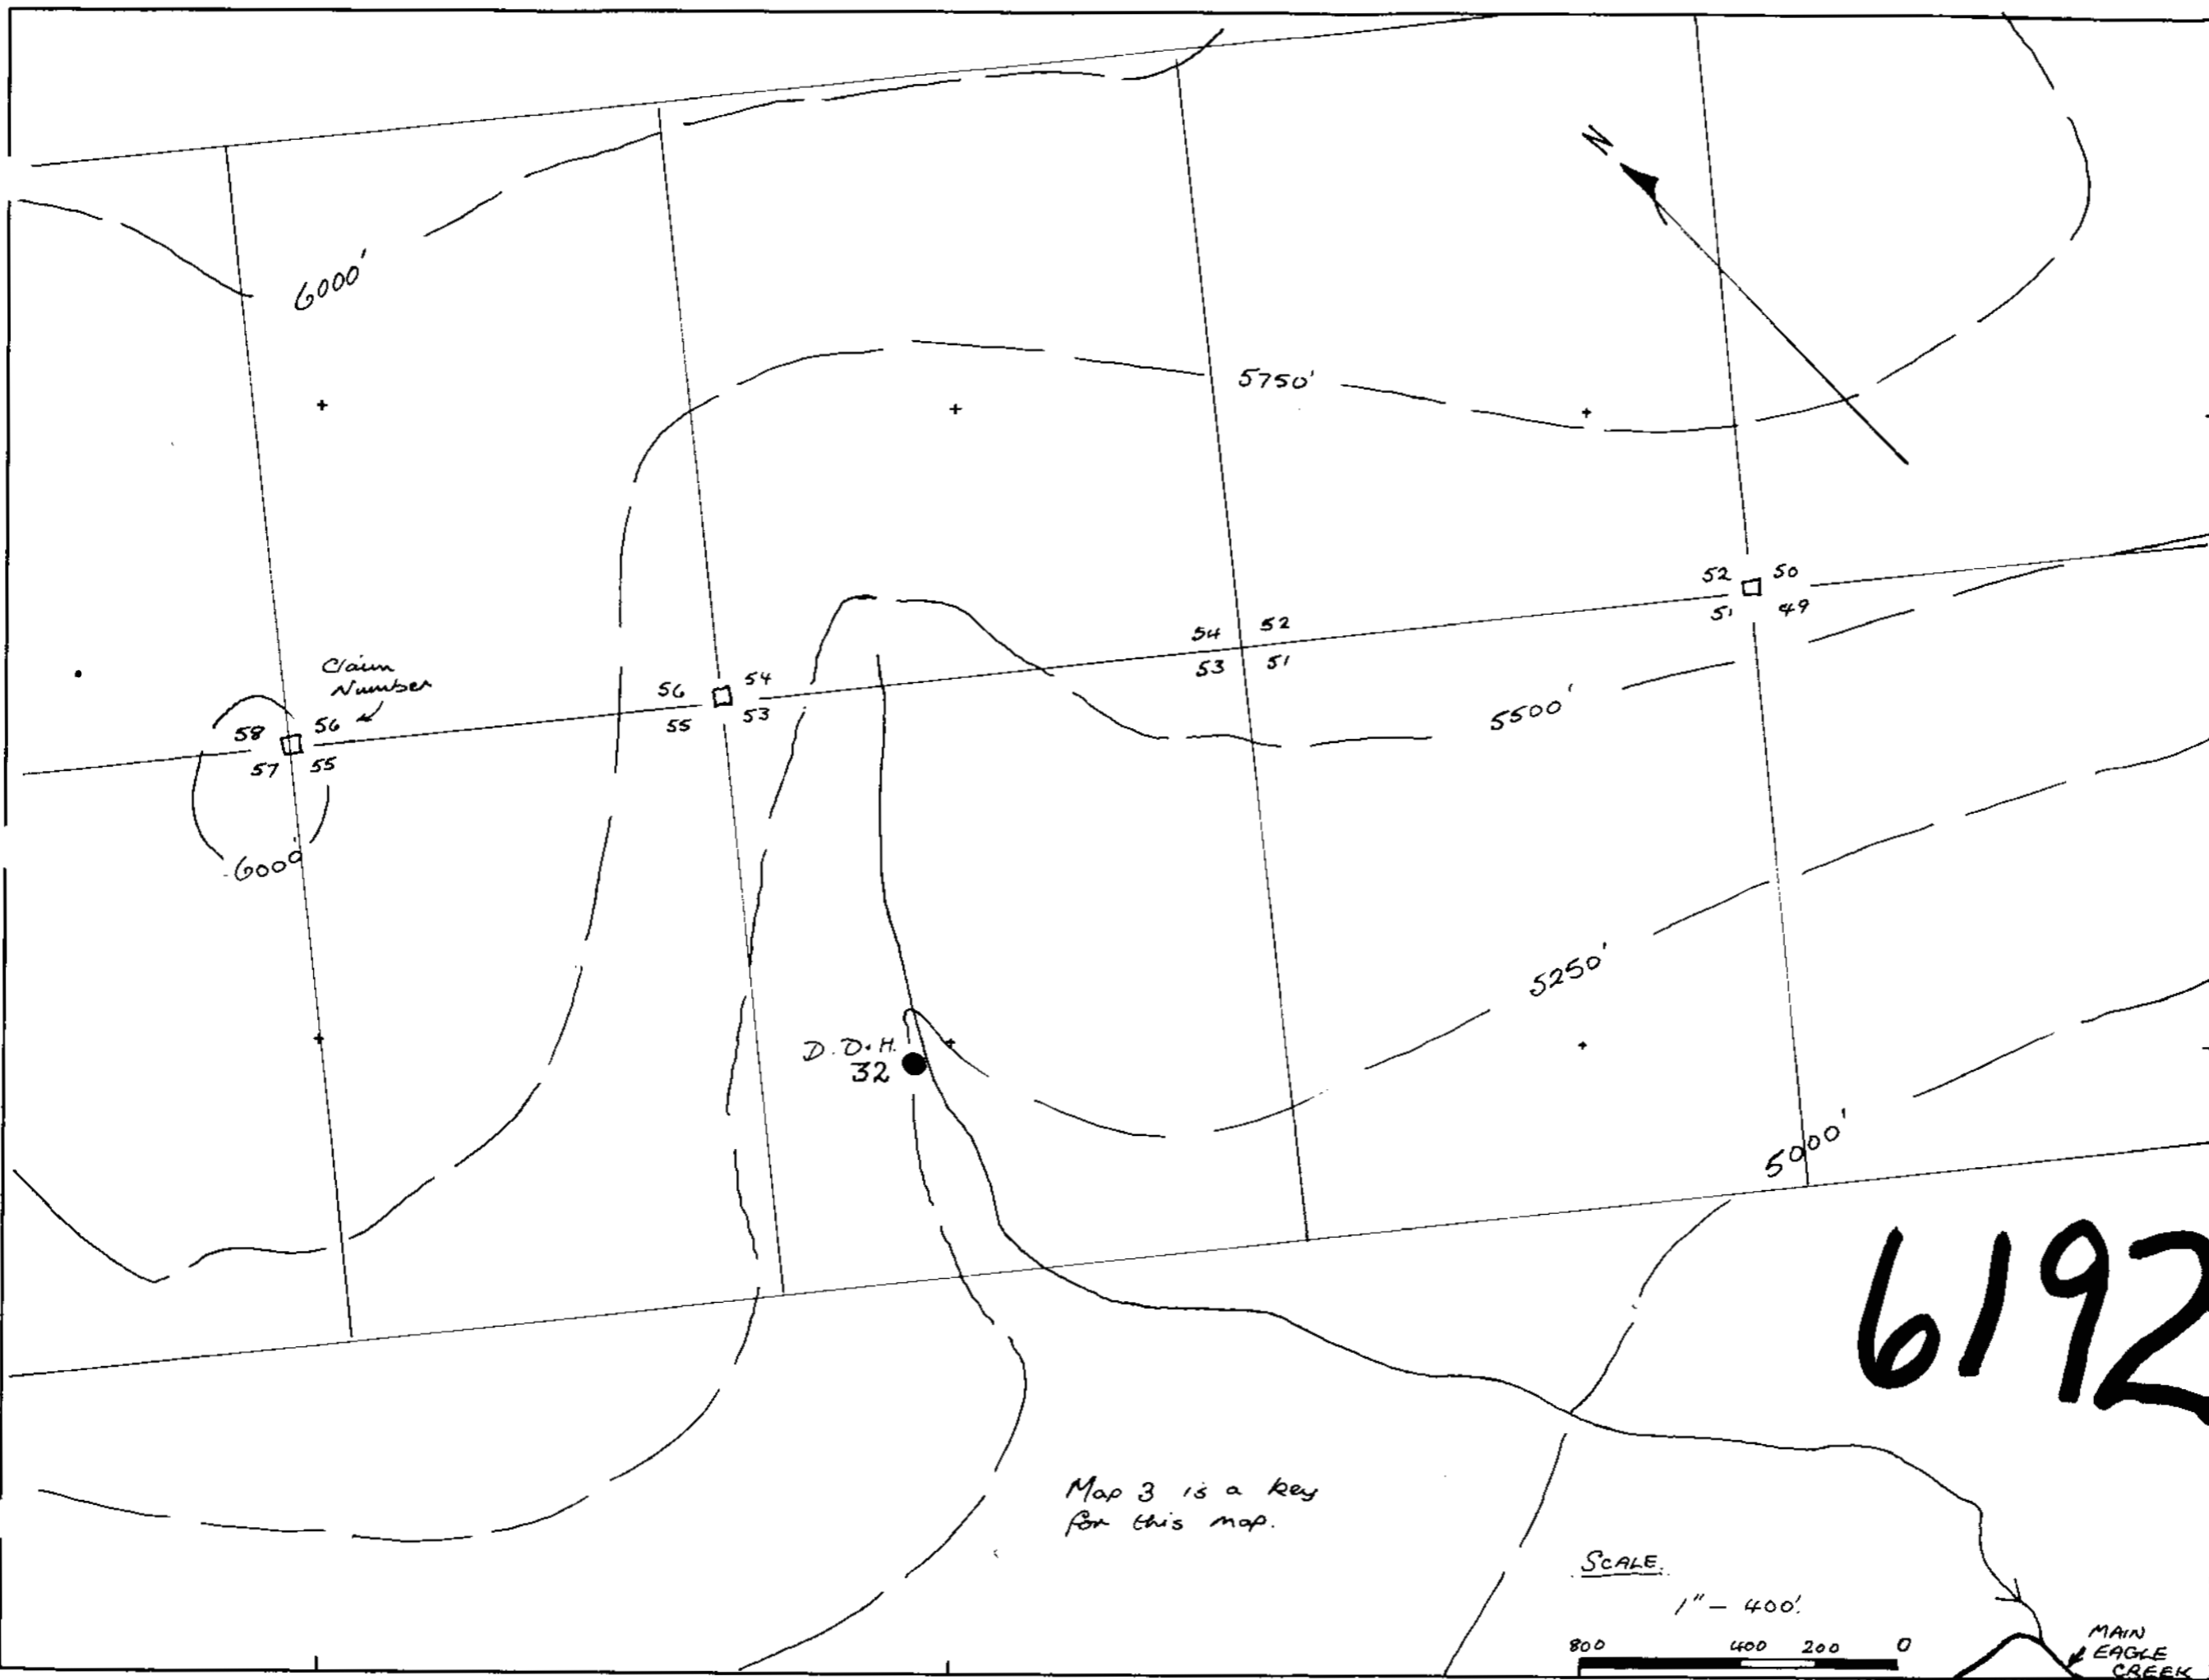 N
6000'
5750'
52 50
51 49
54 52
53 51
Claim
Number
56 54
55 53
58 56
57 55
5500'
6000'
5250'
D.D.H.
32
5000'
6192
Map 3 is a key
for this map.
SCALE.
1" - 400'.
800 400 200 0
MAIN
EAGLE
CREEK